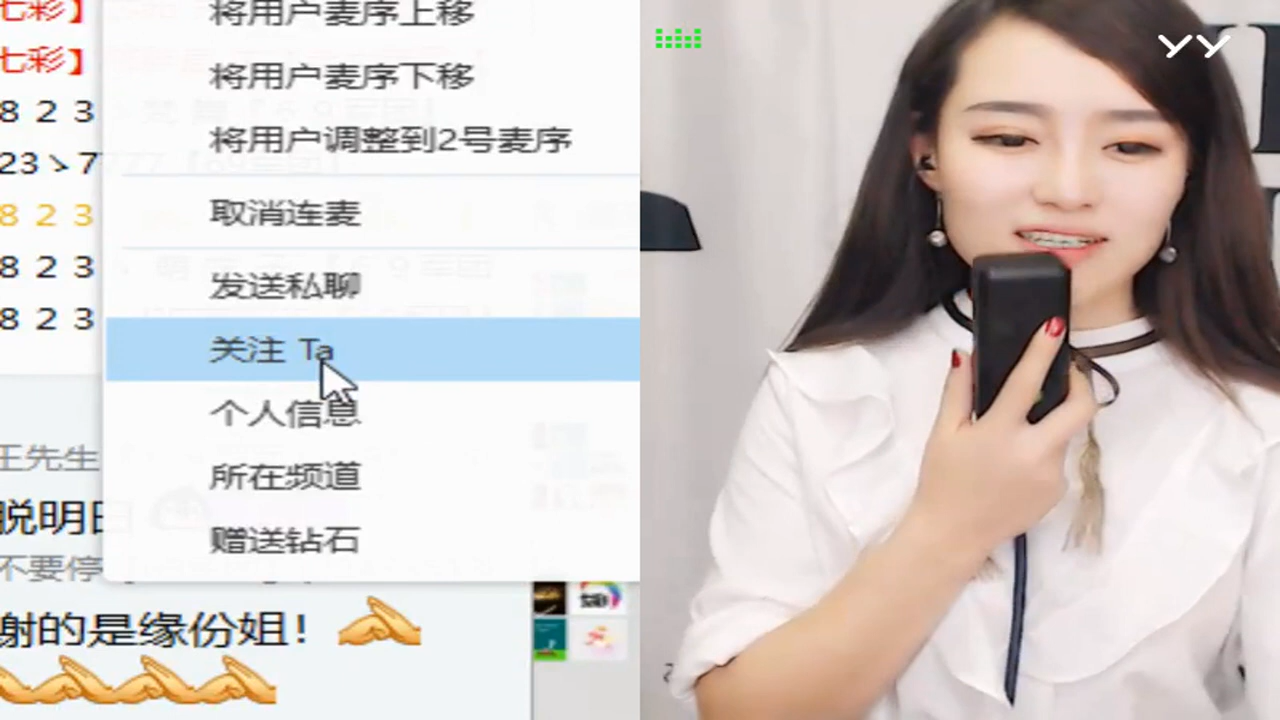 七彩】
将用户麦序上移
七彩】
将用户麦序下移
8 2 3
将用户调整到2号麦序
23>7
8 2 3
取消连麦
8 2 3
发送私聊
8 2 3
关注 Ta
个人信息
王先生
所在频道
脱明日
赠送钻石
不要停
谢的是缘份姐！
YY